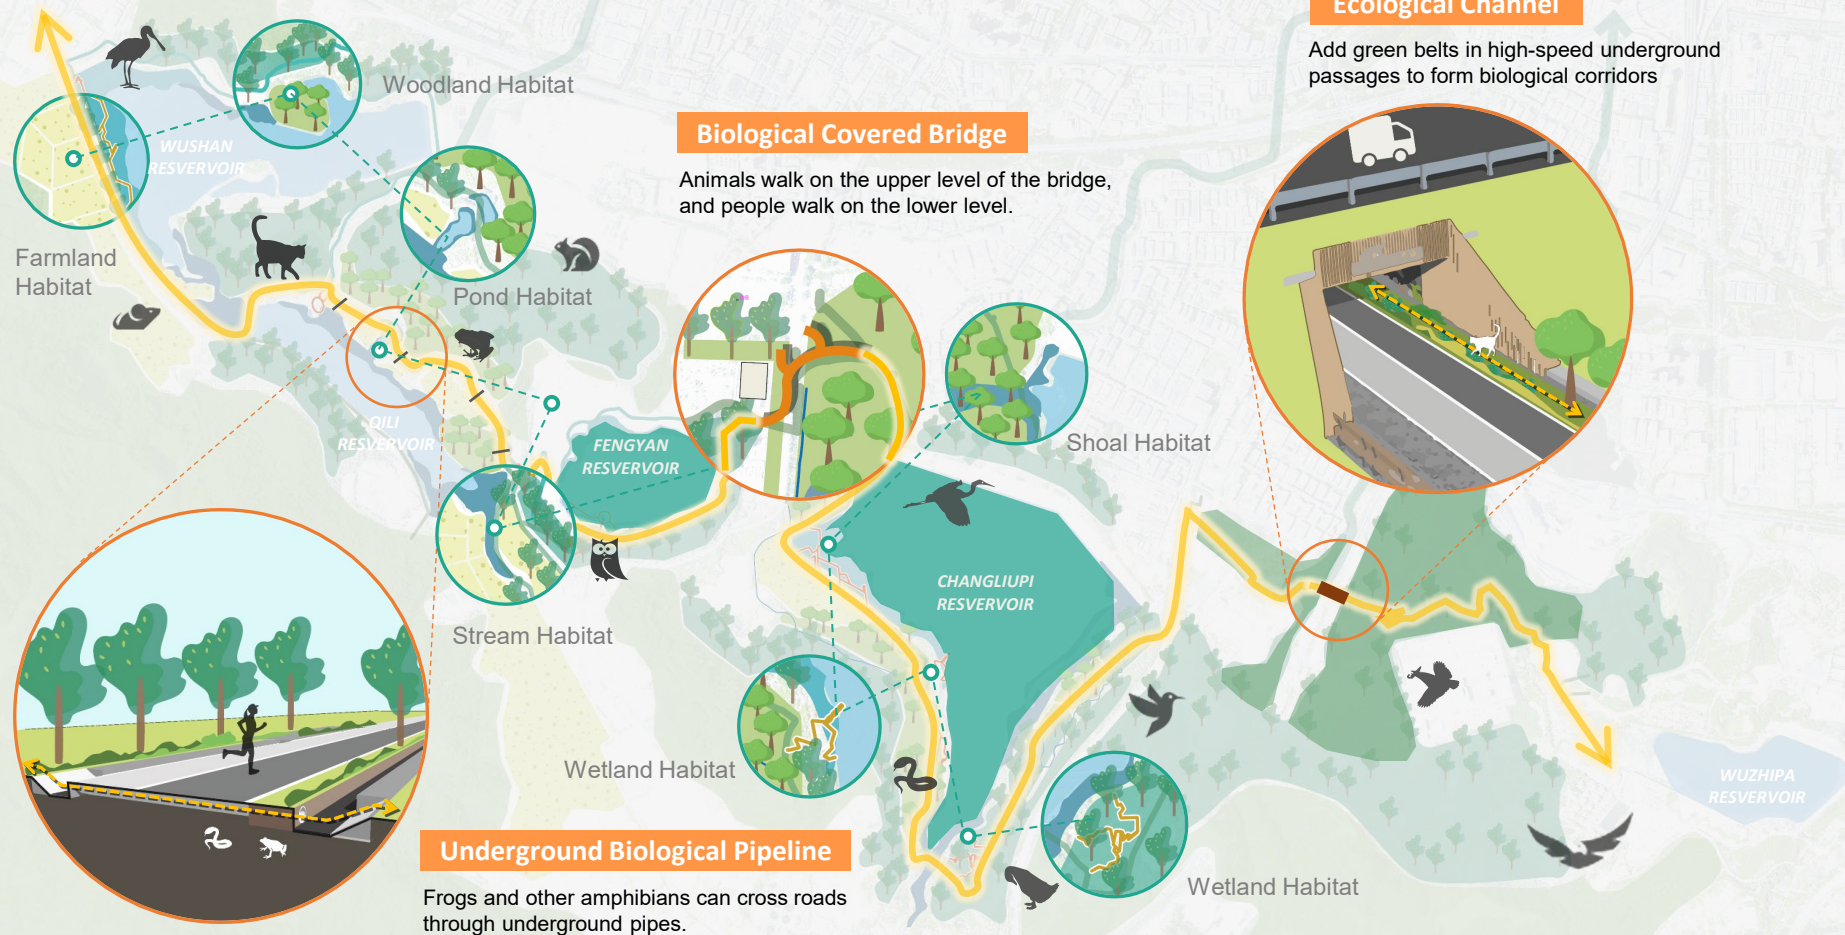 Ecological Channel
Add green belts in high-speed underground
passages to form biological corridors
Woodland Habitat
WUSHAN
RESVERVOIR
Biological Covered Bridge
Animals walk on the upper level of the bridge,
and people walk on the lower level.
Farmland
Habitat
Pond Habitat
QILI
RESVERVOIR
FENGYAN
RESVERVOIR
Shoal Habitat
CHANGLIUPI
RESVERVOIR
Stream Habitat
Wetland Habitat
WUZHIPA
RESVERVOIR
Underground Biological Pipeline
Frogs and other amphibians can cross roads
through underground pipes.
Wetland Habitat